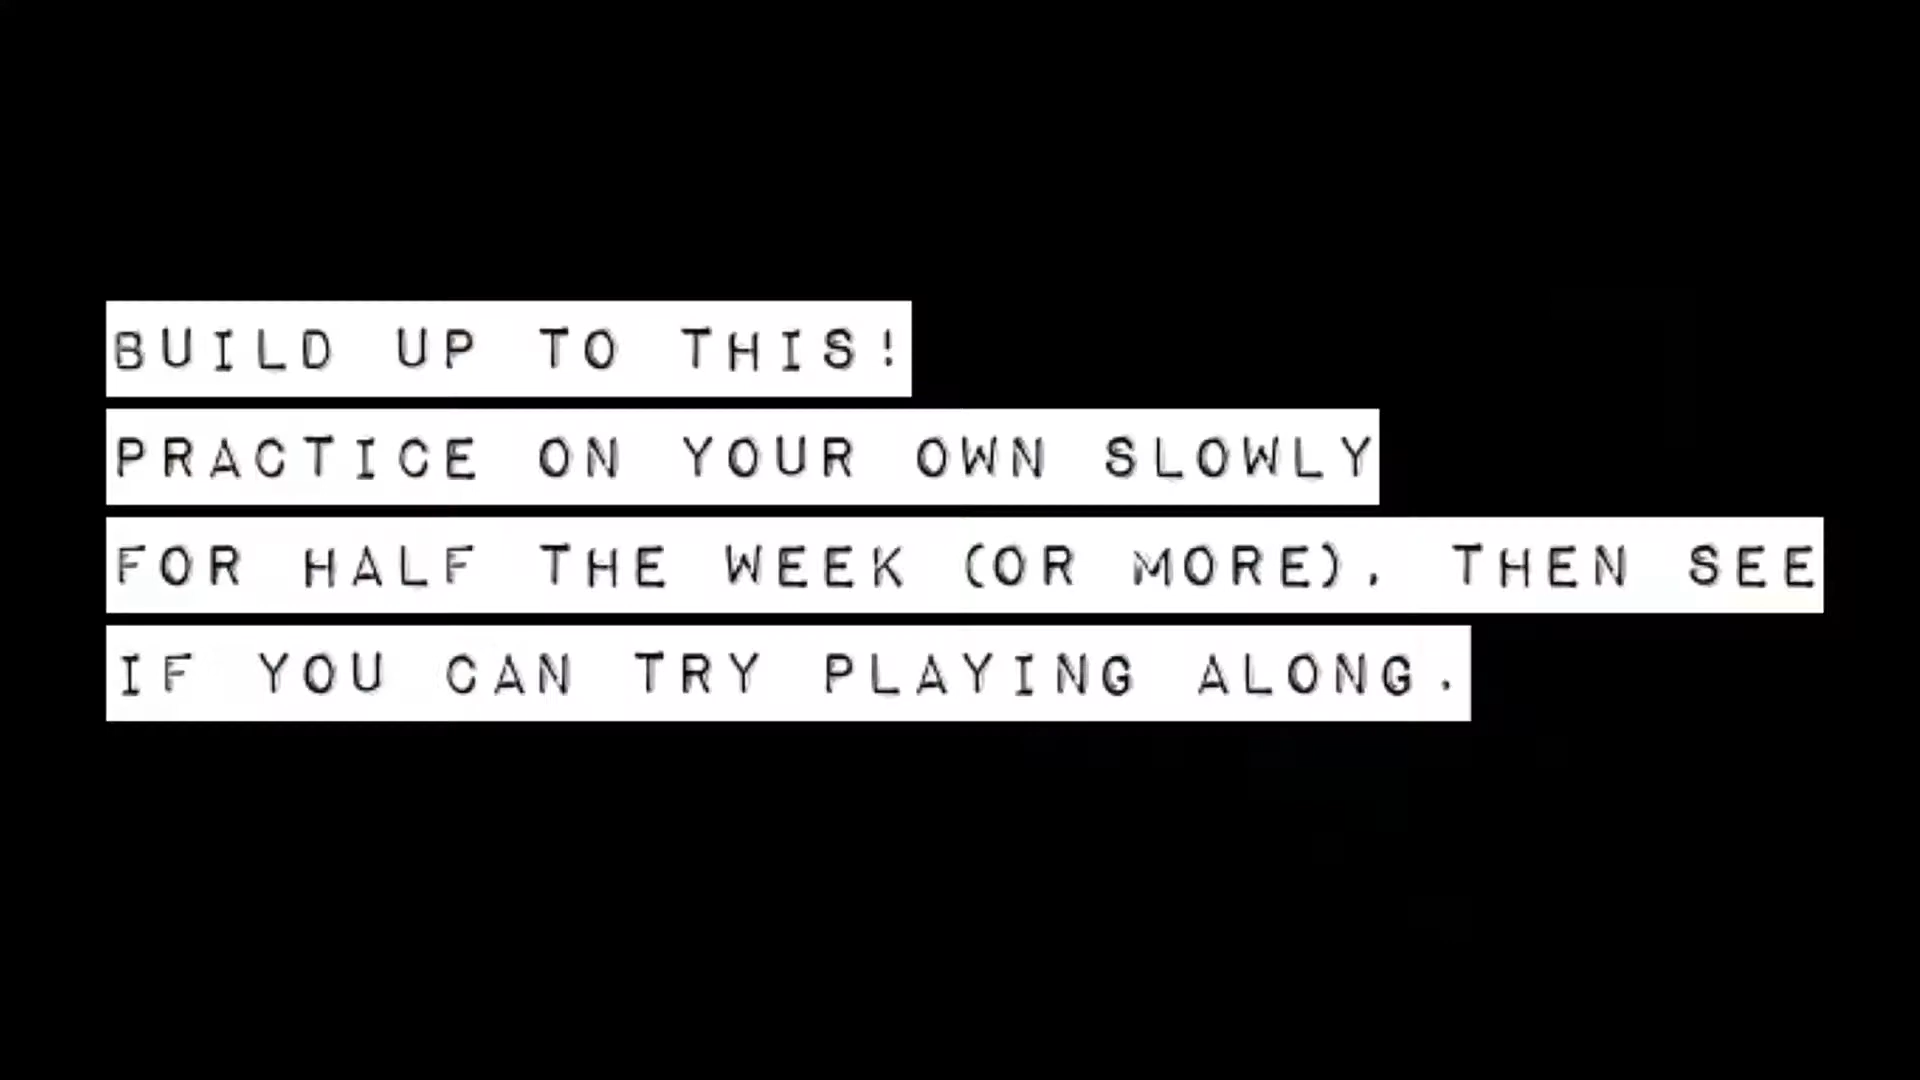 BUILD UP TO THIS!
PRACTICE ON YOUR OWN SLOWLY
FOR HALF THE WEEK (OR MORE). THEN SEE
IF YOU CAN TRY PLAYING ALONG.